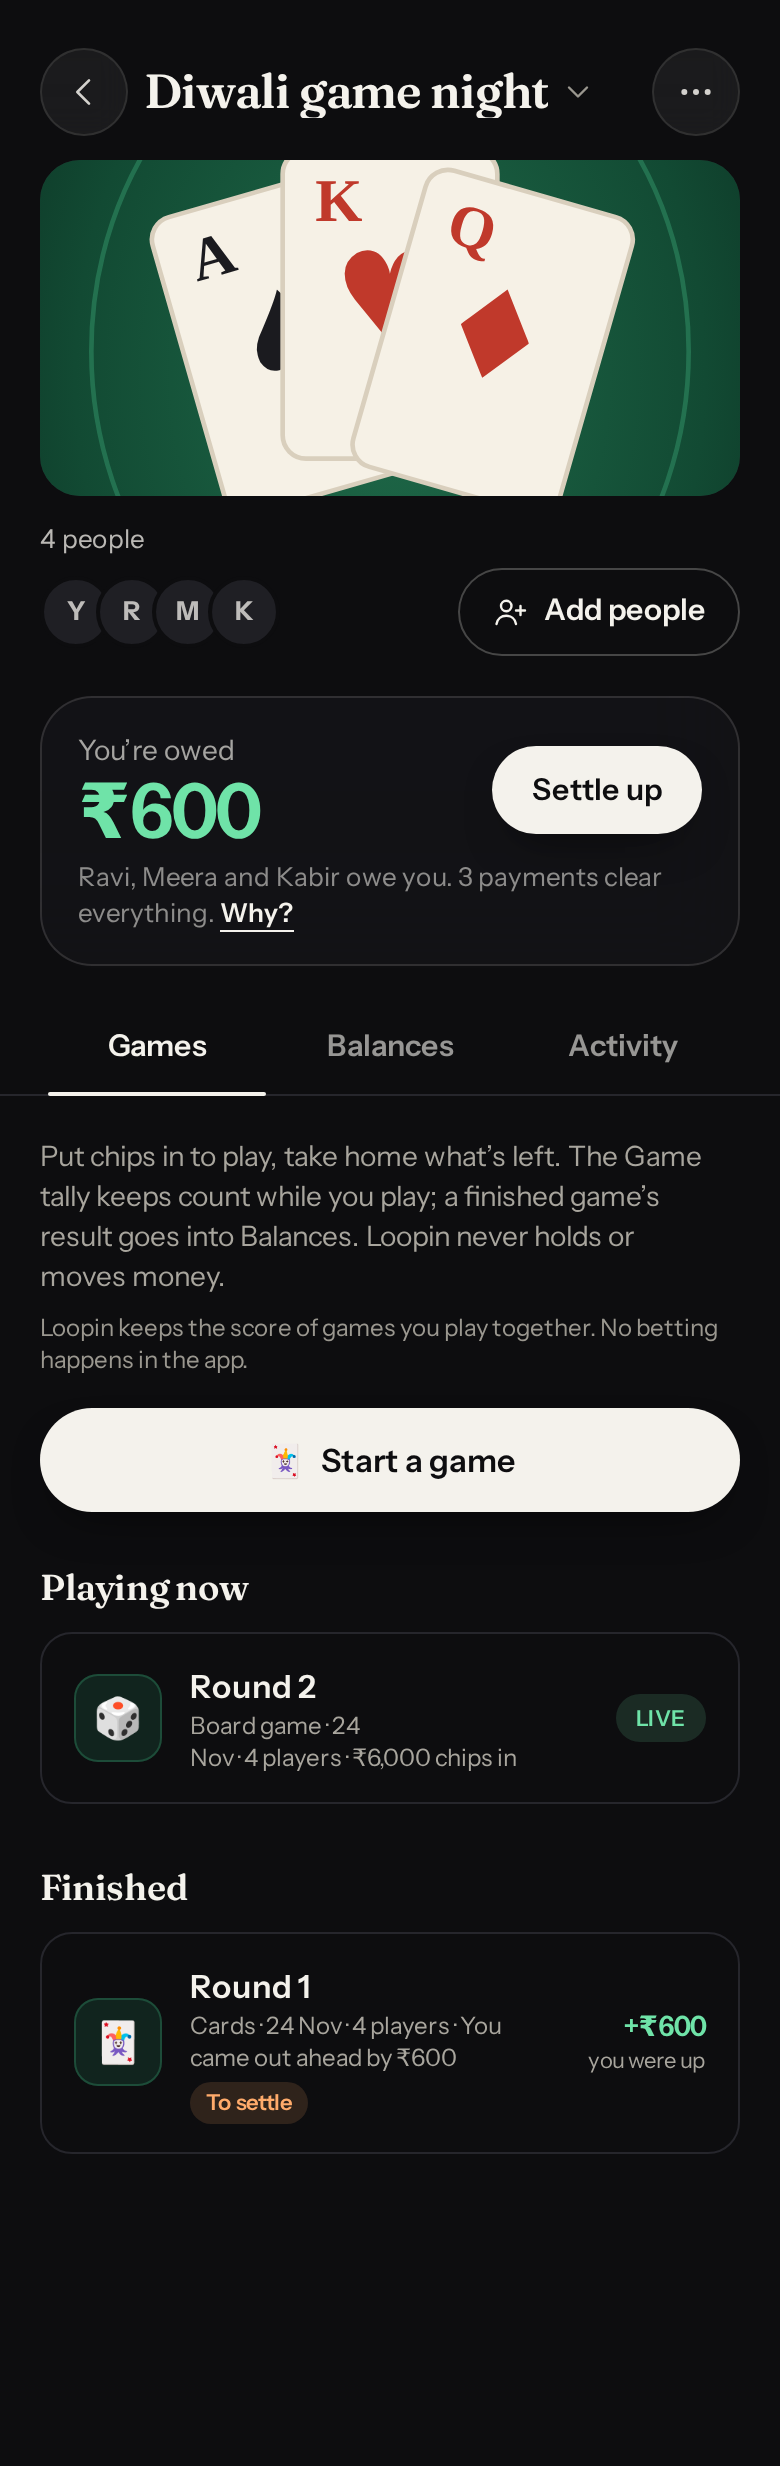 Diwali game night
A
K
Q
4 people
Y R M K
Add people
You’re owed
₹600
Settle up
Ravi, Meera and Kabir owe you. 3 payments clear
everything. Why?
Games Balances Activity
Put chips in to play, take home what’s left. The Game
tally keeps count while you play; a finished game’s
result goes into Balances. Loopin never holds or
moves money.
Loopin keeps the score of games you play together. No betting
happens in the app.
Start a game
Playing now
Round 2
Board game · 24
Nov · 4 players · ₹6,000 chips in
LIVE
Finished
Round 1
Cards · 24 Nov · 4 players · You
came out ahead by ₹600
To settle
+₹600
you were up